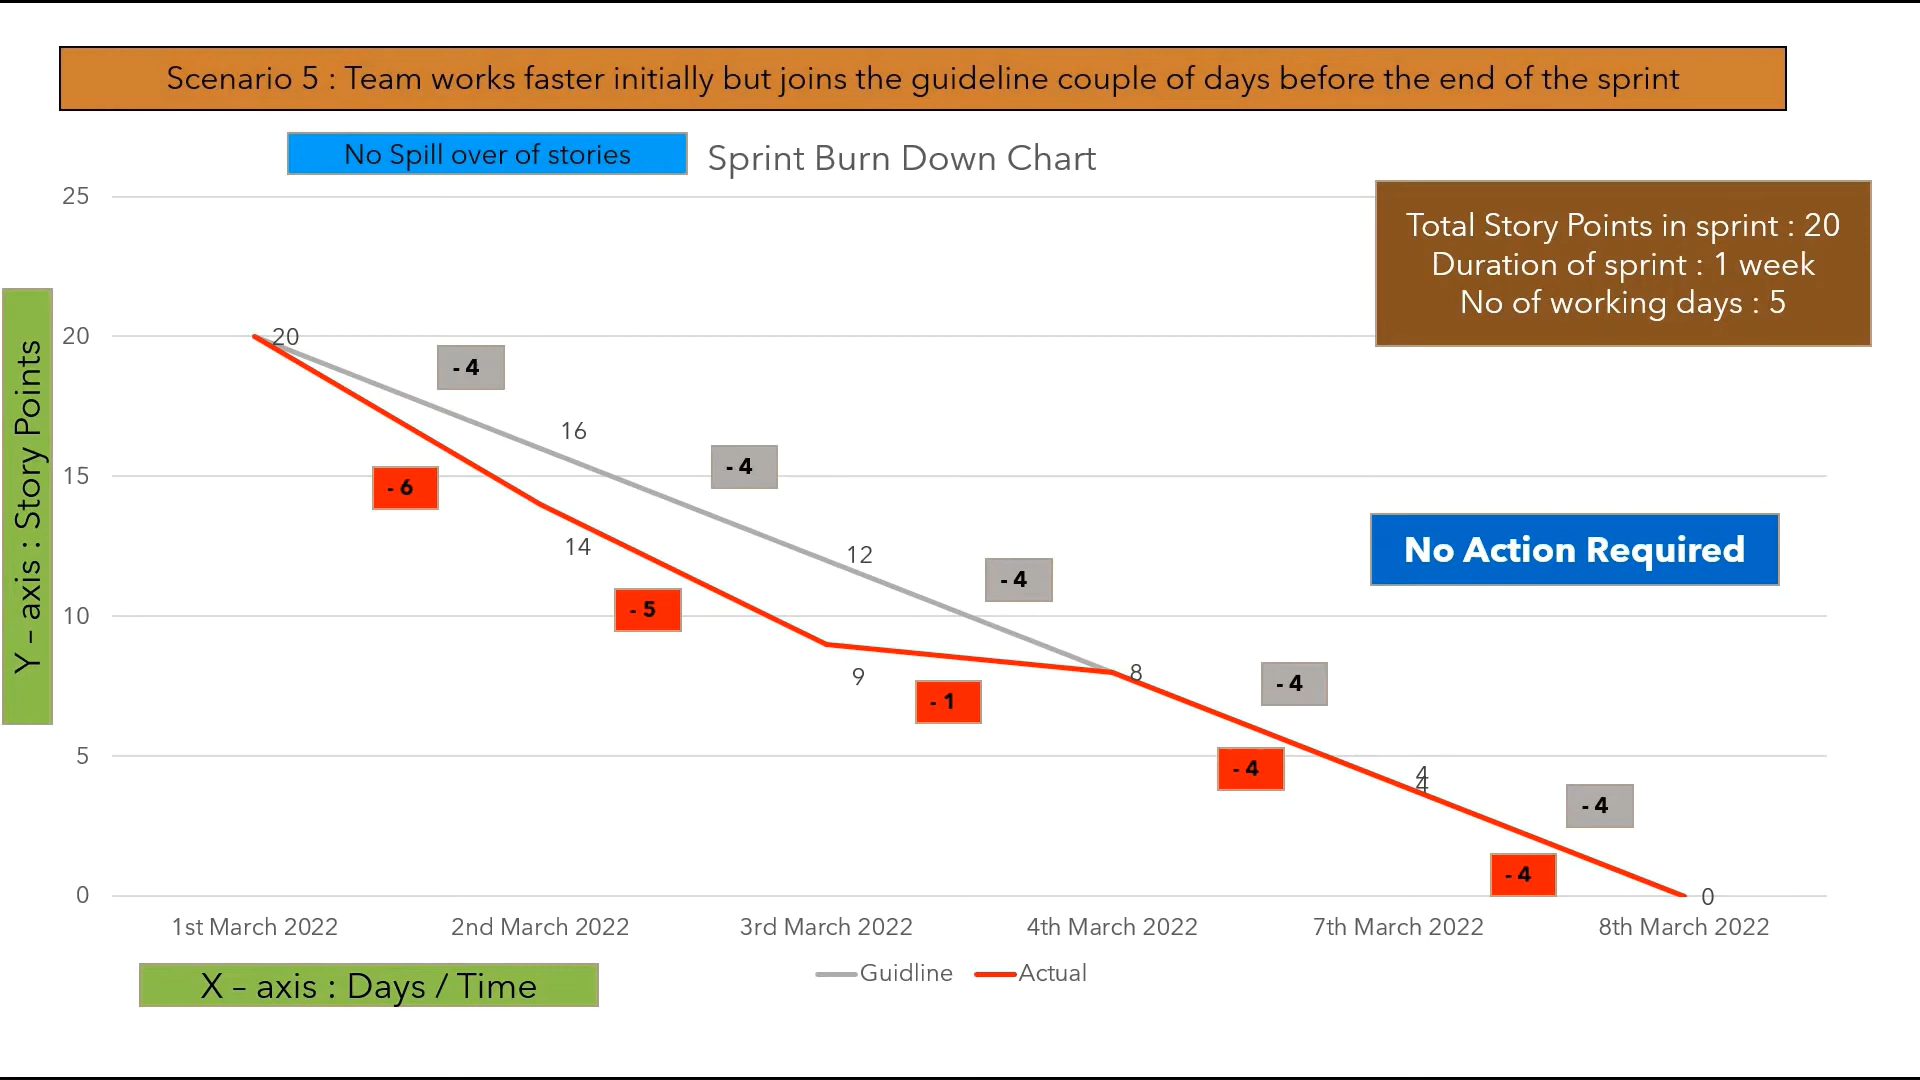 Scenario 5 : Team works faster initially but joins the guideline couple of days before the end of the sprint
No Spill over of stories
Sprint Burn Down Chart
Total Story Points in sprint : 20
Duration of sprint : 1 week
No of working days : 5
Y – axis : Story Points
25
20
15
10
5
0
20
- 4
16
- 4
- 6
14
12
- 4
- 5
No Action Required
9
8
- 1
- 4
- 4
4
4
- 4
- 4
0
1st March 2022
2nd March 2022
3rd March 2022
4th March 2022
7th March 2022
8th March 2022
Guidline
Actual
X – axis : Days / Time